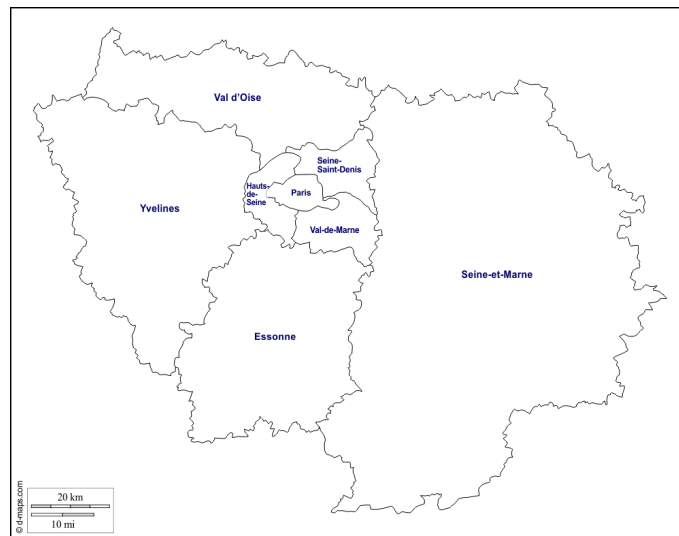 Val d'Oise
Seine-
Saint-Denis
Hauts-
de-
Seine
Paris
Yvelines
Val-de-Marne
Seine-et-Marne
Essonne
© d-maps.com
20 km
10 mi